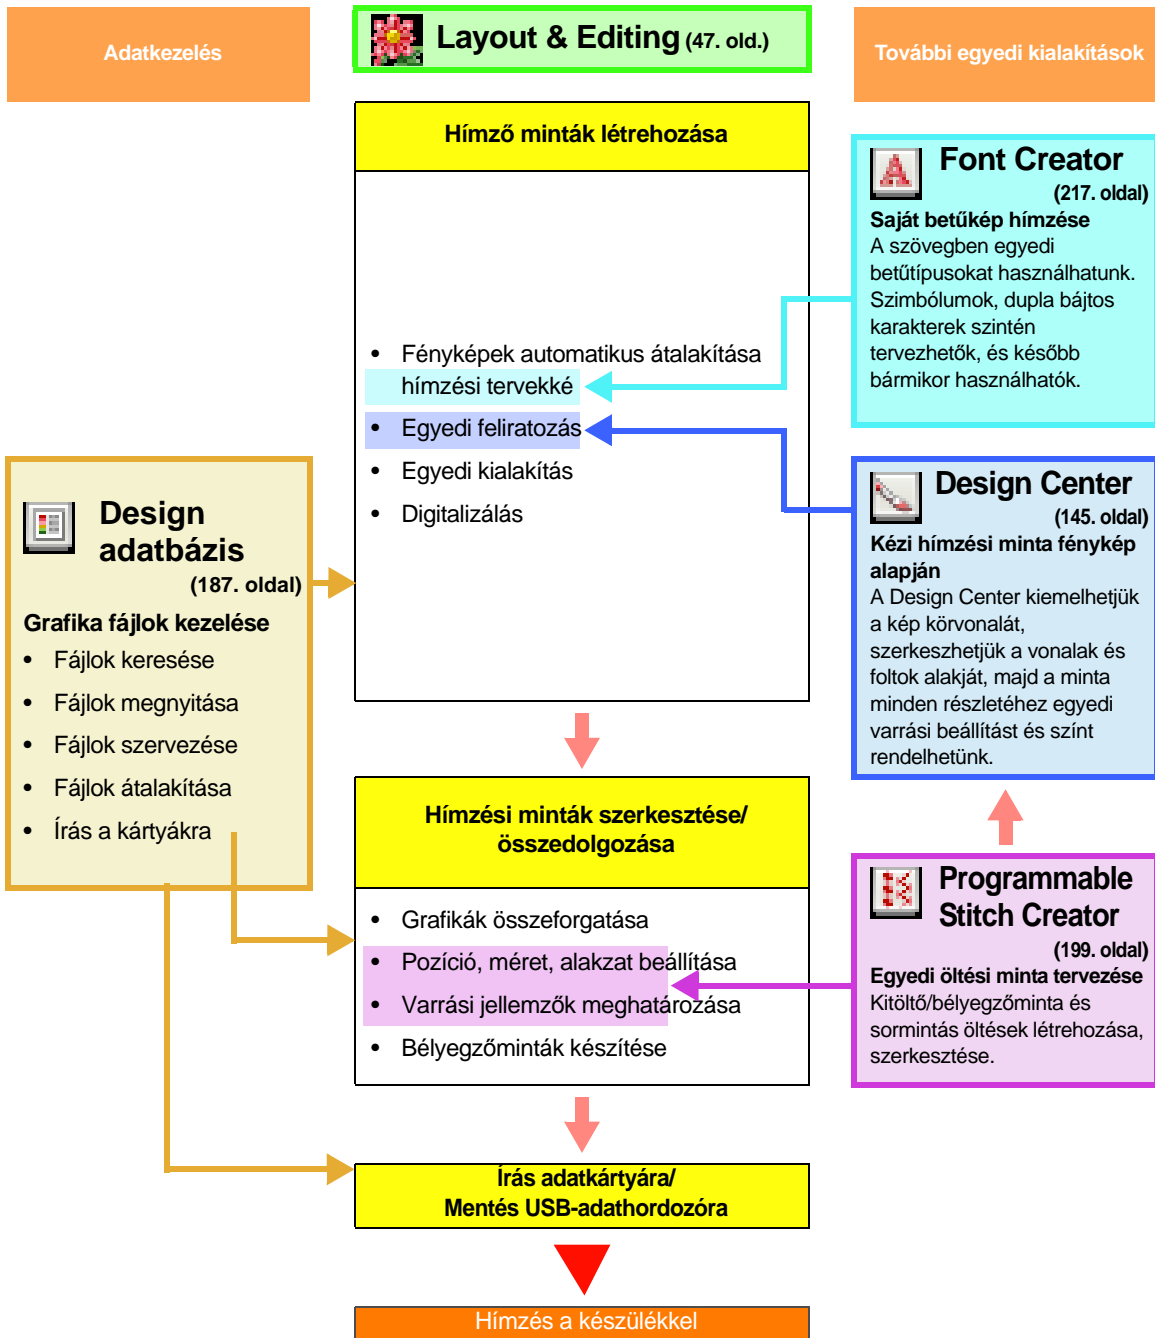 Adatkezelés
Layout & Editing (47. old.)
További egyedi kialakítások
Hímző minták létrehozása
• Fényképek automatikus átalakítása
hímzési tervekké
• Egyedi feliratozás
• Egyedi kialakítás
• Digitalizálás
Font Creator
(217. oldal)
Saját betűkép hímzése
A szövegben egyedi
betűtípusokat használhatunk.
Szimbólumok, dupla bájtos
karakterek szintén
tervezhetők, és később
bármikor használhatók.
Design
adatbázis
(187. oldal)
Grafika fájlok kezelése
• Fájlok keresése
• Fájlok megnyitása
• Fájlok szervezése
• Fájlok átalakítása
• Írás a kártyákra
Design Center
(145. oldal)
Kézi hímzési minta fénykép
alapján
A Design Center kiemelhetjük
a kép körvonalát,
szerkeszhetjük a vonalak és
foltok alakját, majd a minta
minden részletéhez egyedi
varrási beállítást és színt
rendelhetünk.
Hímzési minták szerkesztése/
összedolgozása
• Grafikák összeforgatása
• Pozíció, méret, alakzat beállítása
• Varrási jellemzők meghatározása
• Bélyegzőminták készítése
Programmable
Stitch Creator
(199. oldal)
Egyedi öltési minta tervezése
Kitöltő/bélyegzőminta és
sormintás öltések létrehozása,
szerkesztése.
Írás adatkártyára/
Mentés USB-adathordozóra
Hímzés a készülékkel